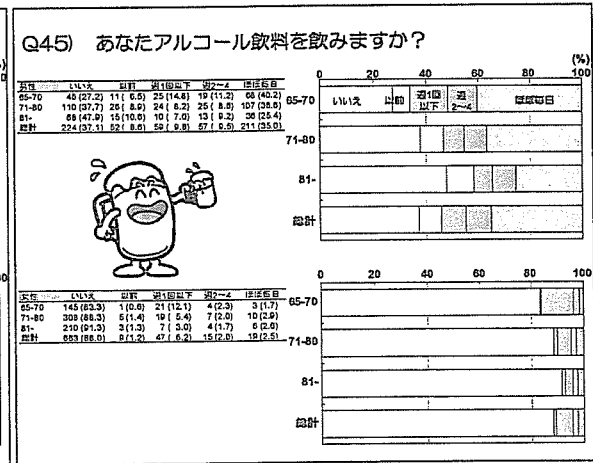 Q45) あなたアルコール飲料を飲みますか？
(%)
0 20 40 60 80 100
男性 いいえ 以前 週1回以下 週2〜4 ほぼ毎日
65-70 46 (27.2) 11 ( 6.5) 25 (14.8) 19 (11.2) 68 (40.2)
71-80 110 (37.7) 26 ( 8.9) 24 ( 8.2) 25 ( 8.6) 107 (36.6)
81- 68 (47.9) 15 (10.6) 10 ( 7.0) 13 ( 9.2) 36 (25.4)
総計 224 (37.1) 52 ( 8.6) 59 ( 9.8) 57 ( 9.5) 211 (35.0)
65-70
いいえ 以前 週1回以下 週2〜4 ほぼ毎日
71-80
81-
総計
0 20 40 60 80 100
女性 いいえ 以前 週1回以下 週2〜4 ほぼ毎日
65-70 145 (83.3) 1 (0.6) 21 (12.1) 4 (2.3) 3 (1.7)
71-80 308 (88.3) 5 (1.4) 19 ( 5.4) 7 (2.0) 10 (2.9)
81- 210 (91.3) 3 (1.3) 7 ( 3.0) 4 (1.7) 6 (2.6)
総計 663 (88.0) 9 (1.2) 47 ( 6.2) 15 (2.0) 19 (2.5)
65-70
71-80
81-
総計